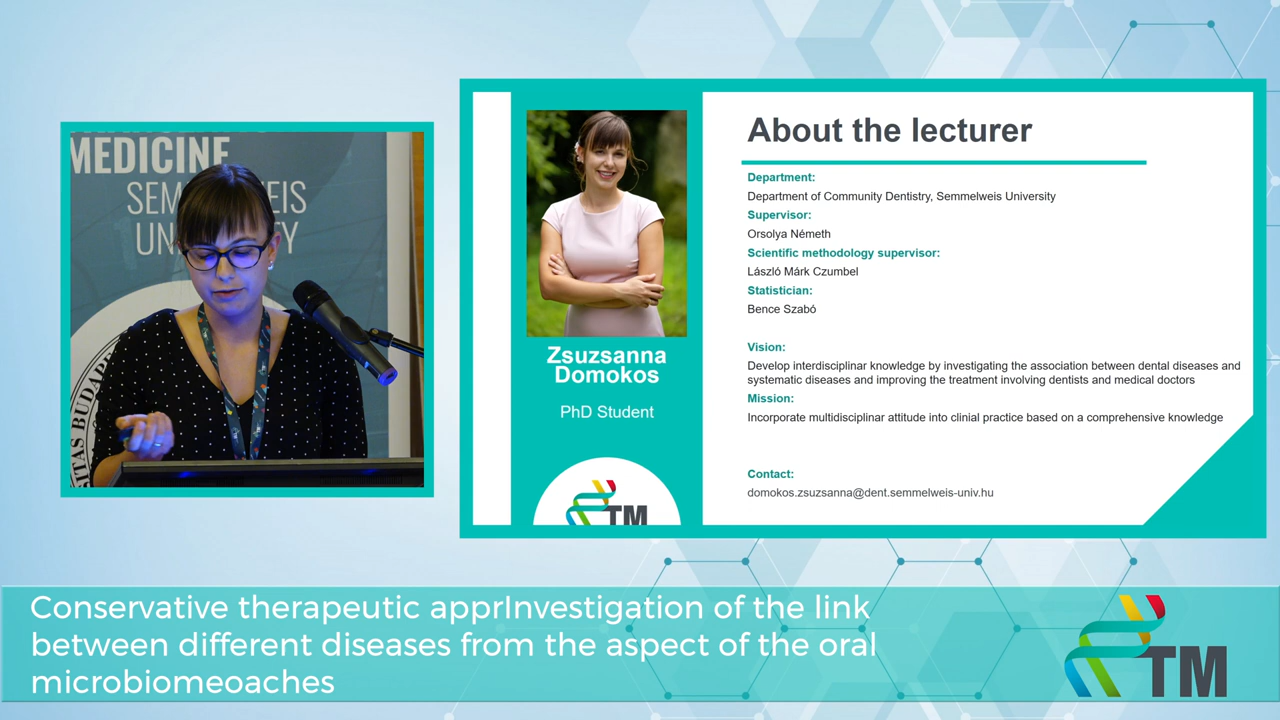 MEDICINE
About the lecturer
Department:
Department of Community Dentistry, Semmelweis University
Supervisor:
Orsolya Németh
Scientific methodology supervisor:
László Márk Czumbel
Statistician:
Bence Szabó
Vision:
Develop interdisciplinar knowledge by investigating the association between dental diseases and
systematic diseases and improving the treatment involving dentists and medical doctors
Mission:
Incorporate multidisciplinar attitude into clinial practice based on a comprehensive knowledge
Contact:
domokos.zsuzsanna@dent.semmelweis-univ.hu
Zsuzsanna
Domokos
PhD Student
TM
Conservative therapeutic apprInvestigation of the link
between different diseases from the aspect of the oral
microbiomeoaches
TM